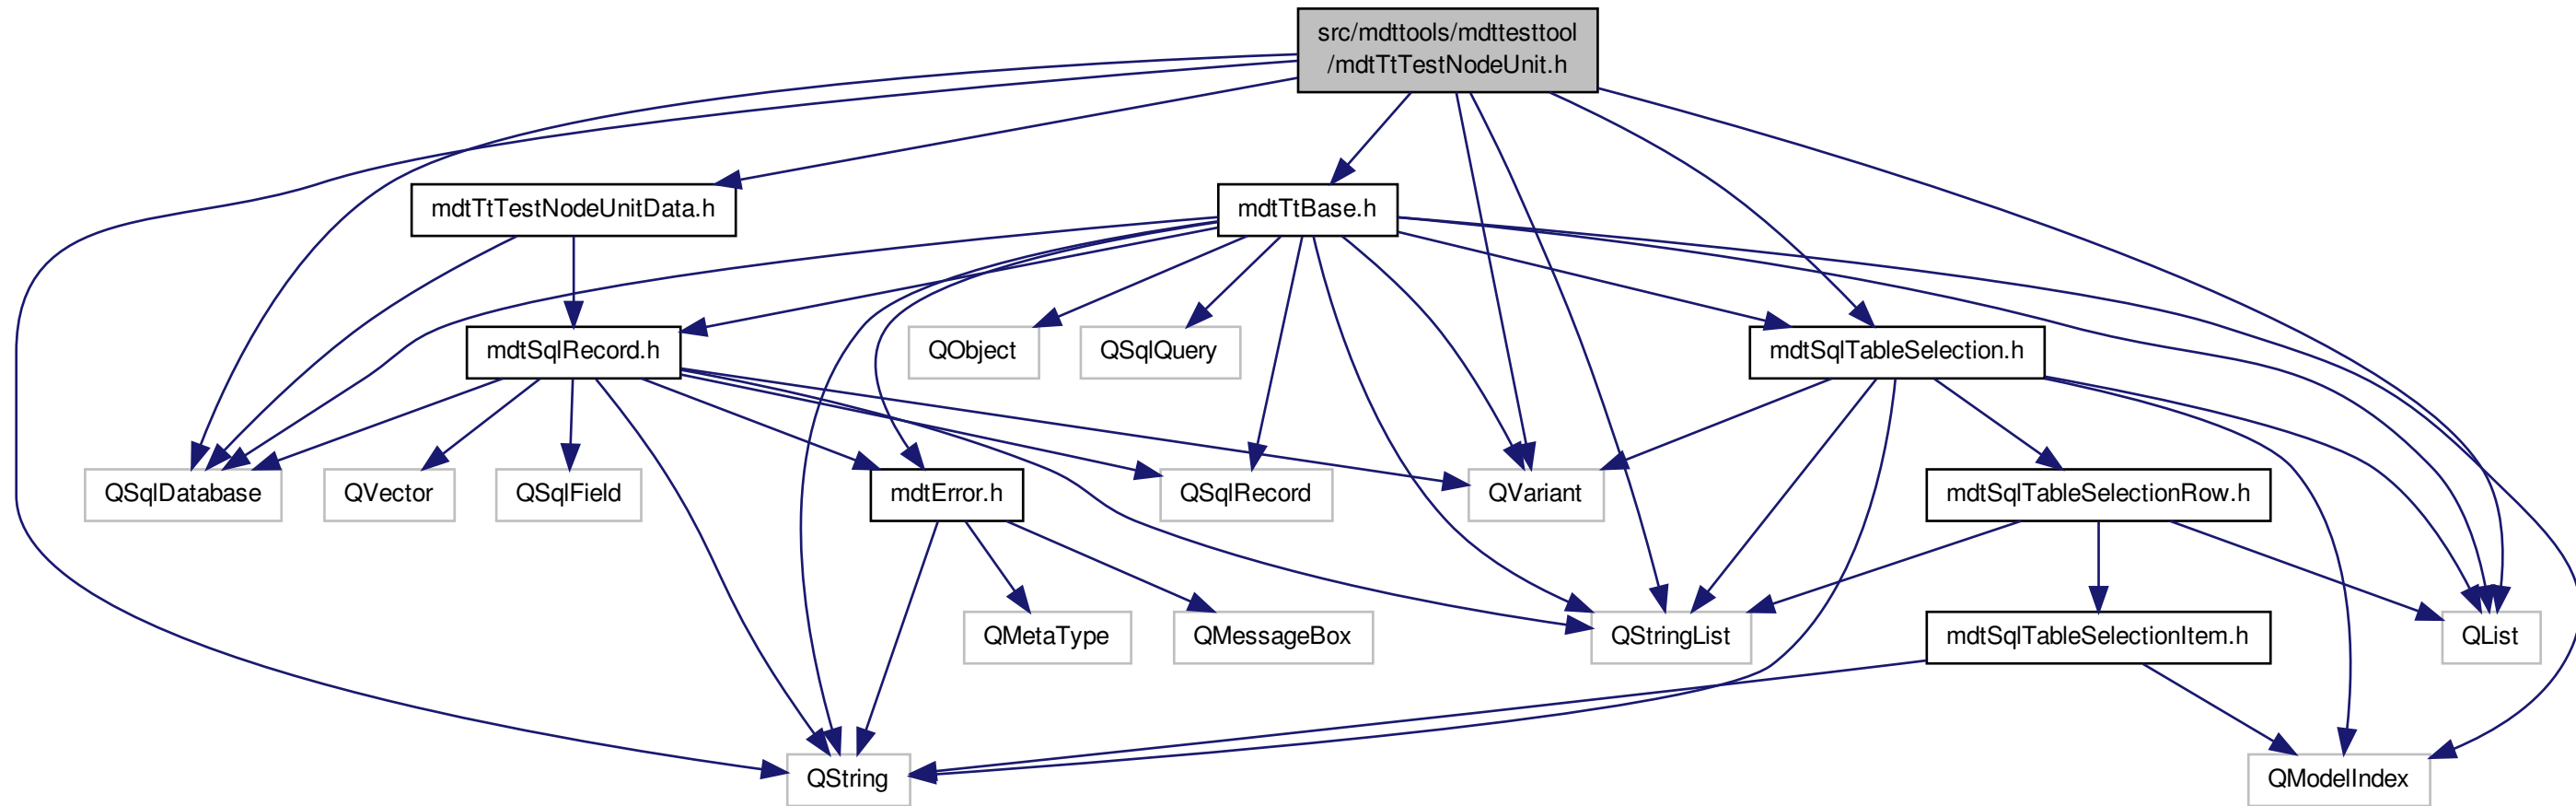 src/mdttools/mdttesttool
/mdtTtTestNodeUnit.h
mdtTtTestNodeUnitData.h
mdtTtBase.h
mdtSqlRecord.h
QObject
QSqlQuery
mdtSqlTableSelection.h
QSqlDatabase
QVector
QSqlField
mdtError.h
QSqlRecord
QVariant
mdtSqlTableSelectionRow.h
QMetaType
QMessageBox
QStringList
mdtSqlTableSelectionItem.h
QList
QString
QModelIndex